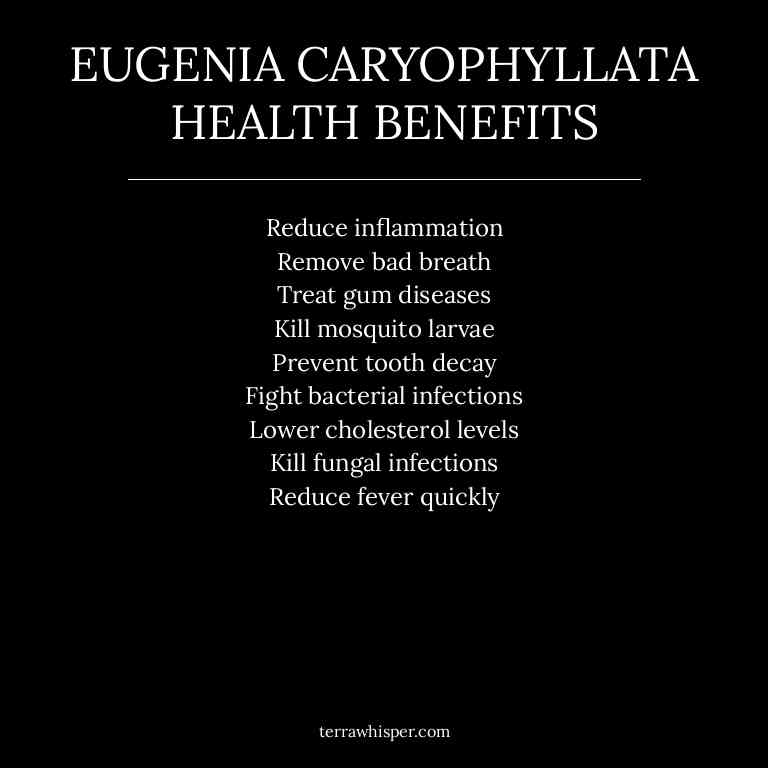 EUGENIA CARYOPHYLLATA
HEALTH BENEFITS
Reduce inflammation
Remove bad breath
Treat gum diseases
Kill mosquito larvae
Prevent tooth decay
Fight bacterial infections
Lower cholesterol levels
Kill fungal infections
Reduce fever quickly
terrawhisper.com